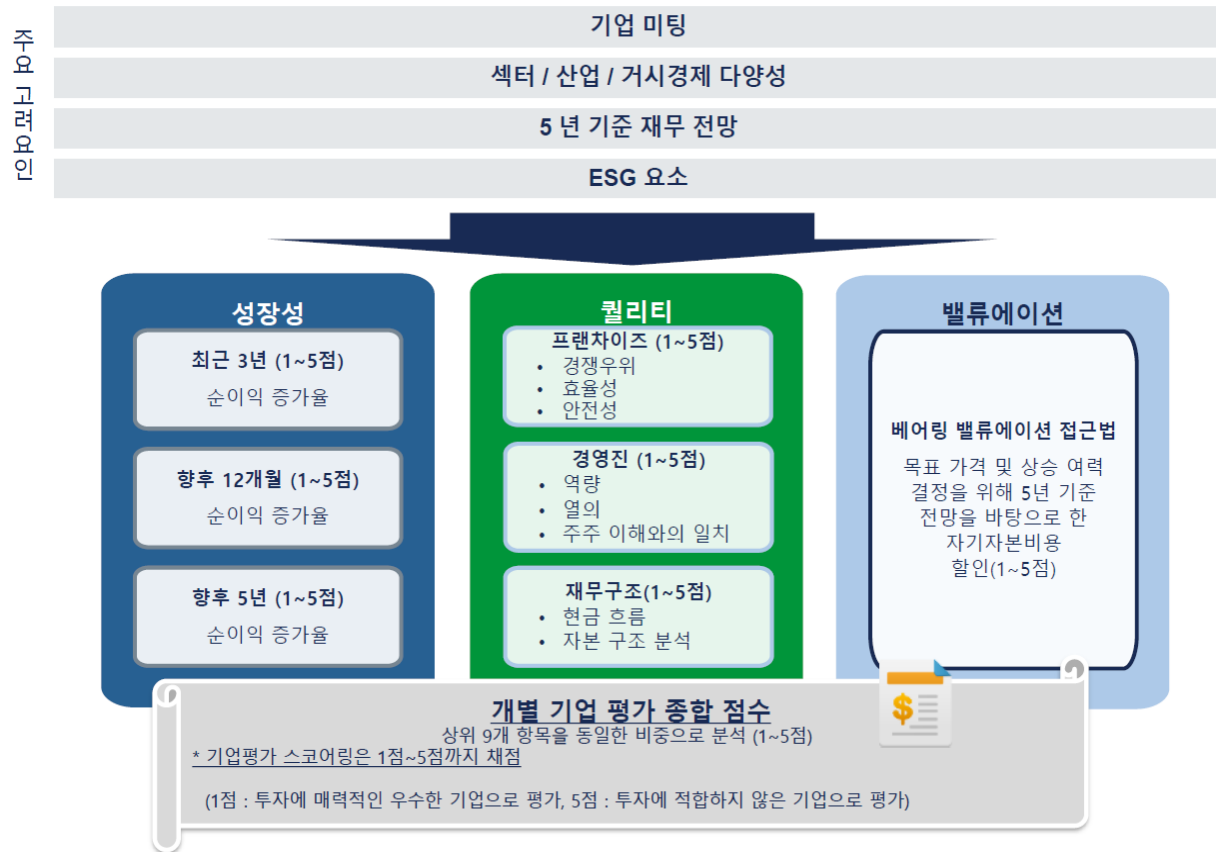 주요 고려요인
기업 미팅
섹터 / 산업 / 거시경제 다양성
5 년 기준 재무 전망
ESG 요소
성장성
최근 3년 (1~5점)
순이익 증가율
향후 12개월 (1~5점)
순이익 증가율
향후 5년 (1~5점)
순이익 증가율
퀄리티
프랜차이즈 (1~5점)
• 경쟁우위
• 효율성
• 안전성
경영진 (1~5점)
• 역량
• 열의
• 주주 이해와의 일치
재무구조(1~5점)
• 현금 흐름
• 자본 구조 분석
밸류에이션
베어링 밸류에이션 접근법
목표 가격 및 상승 여력
결정을 위해 5년 기준
전망을 바탕으로 한
자기자본비용
할인(1~5점)
$
개별 기업 평가 종합 점수
상위 9개 항목을 동일한 비중으로 분석 (1~5점)
* 기업평가 스코어링은 1점~5점까지 채점
(1점 : 투자에 매력적인 우수한 기업으로 평가, 5점 : 투자에 적합하지 않은 기업으로 평가)